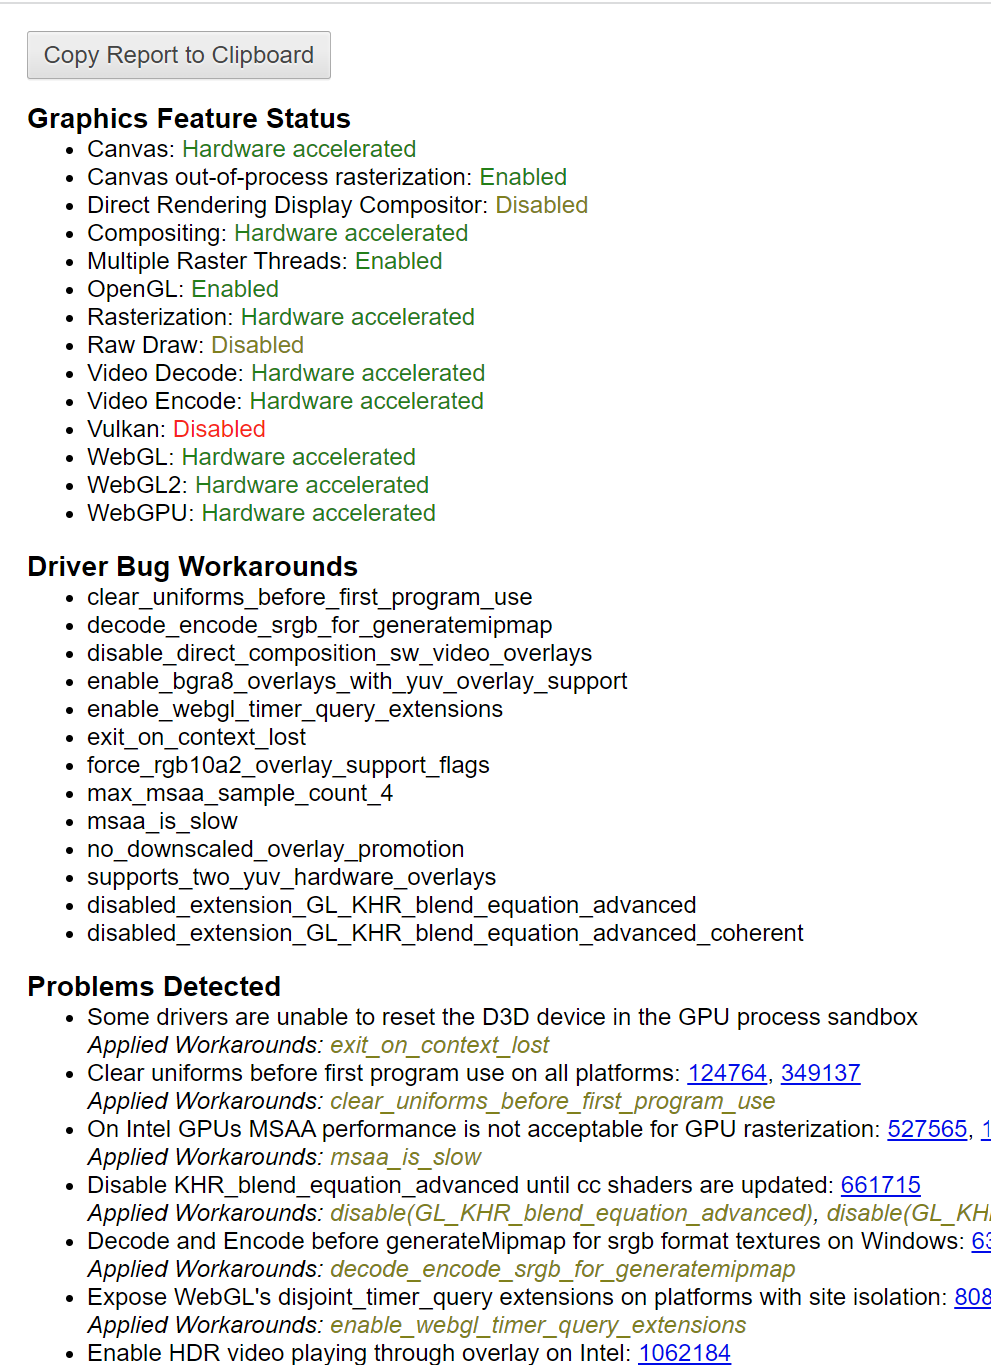 Copy Report to Clipboard
Graphics Feature Status
Canvas: Hardware accelerated
Canvas out-of-process rasterization: Enabled
Direct Rendering Display Compositor: Disabled
Compositing: Hardware accelerated
Multiple Raster Threads: Enabled
OpenGL: Enabled
Rasterization: Hardware accelerated
Raw Draw: Disabled
Video Decode: Hardware accelerated
Video Encode: Hardware accelerated
Vulkan: Disabled
WebGL: Hardware accelerated
WebGL2: Hardware accelerated
WebGPU: Hardware accelerated
Driver Bug Workarounds
clear_uniforms_before_first_program_use
decode_encode_srgb_for_generatemipmap
disable_direct_composition_sw_video_overlays
enable_bgra8_overlays_with_yuv_overlay_support
enable_webgl_timer_query_extensions
exit_on_context_lost
force_rgb10a2_overlay_support_flags
max_msaa_sample_count_4
msaa_is_slow
no_downscaled_overlay_promotion
supports_two_yuv_hardware_overlays
disabled_extension_GL_KHR_blend_equation_advanced
disabled_extension_GL_KHR_blend_equation_advanced_coherent
Problems Detected
Some drivers are unable to reset the D3D device in the GPU process sandbox
Applied Workarounds: exit_on_context_lost
Clear uniforms before first program use on all platforms: 124764, 349137
Applied Workarounds: clear_uniforms_before_first_program_use
On Intel GPUs MSAA performance is not acceptable for GPU rasterization: 527565, 1
Applied Workarounds: msaa_is_slow
Disable KHR_blend_equation_advanced until cc shaders are updated: 661715
Applied Workarounds: disable(GL_KHR_blend_equation_advanced), disable(GL_KH
Decode and Encode before generateMipmap for srgb format textures on Windows: 63
Applied Workarounds: decode_encode_srgb_for_generatemipmap
Expose WebGL's disjoint_timer_query extensions on platforms with site isolation: 808
Applied Workarounds: enable_webgl_timer_query_extensions
Enable HDR video playing through overlay on Intel: 1062184